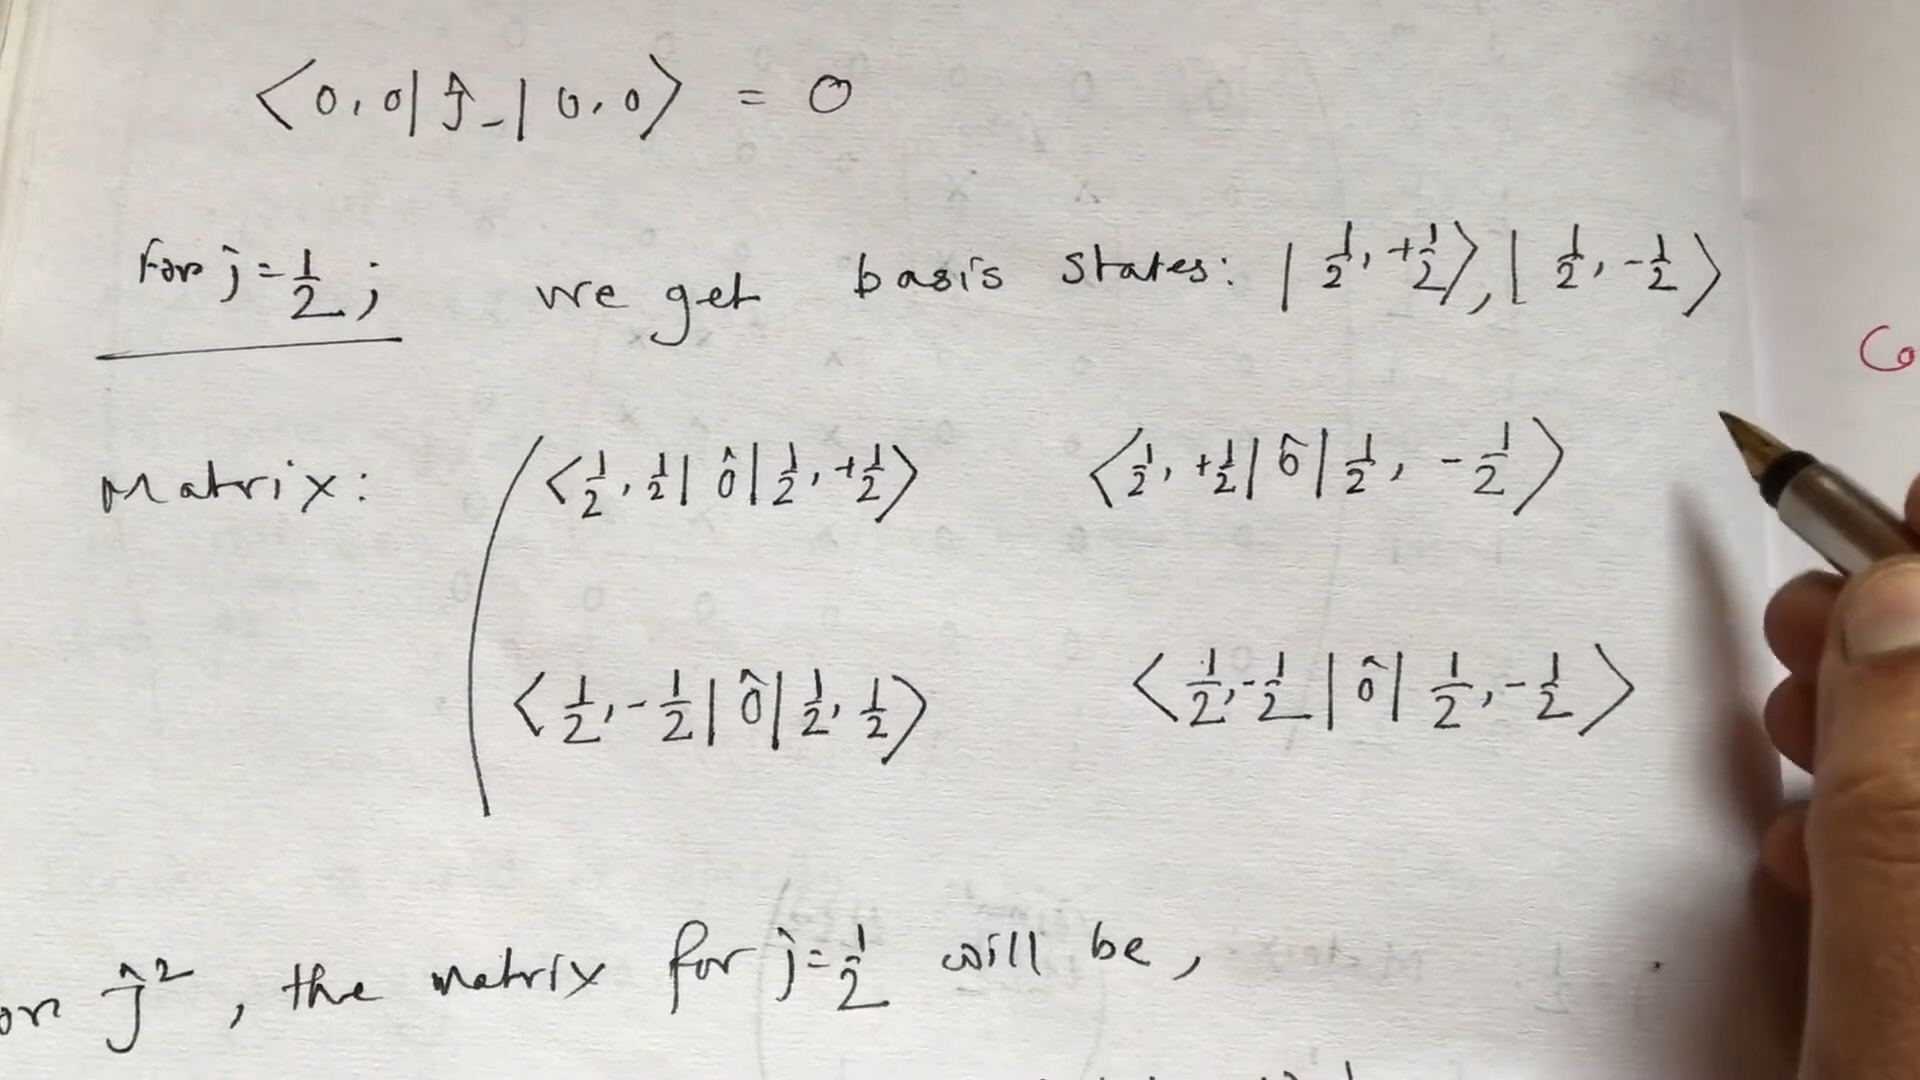 ⟨0,0|Ĵ_-|0,0⟩ = 0
For j = 1/2 ; we get basis states: |1/2, +1/2⟩, |1/2, -1/2⟩
Matrix: ( ⟨1/2, 1/2|ô|1/2, +1/2⟩ ⟨1/2, +1/2|ô|1/2, -1/2⟩
⟨1/2, -1/2|ô|1/2, 1/2⟩ ⟨1/2, -1/2|ô|1/2, -1/2⟩
Ĵ², the matrix for j = 1/2 will be,